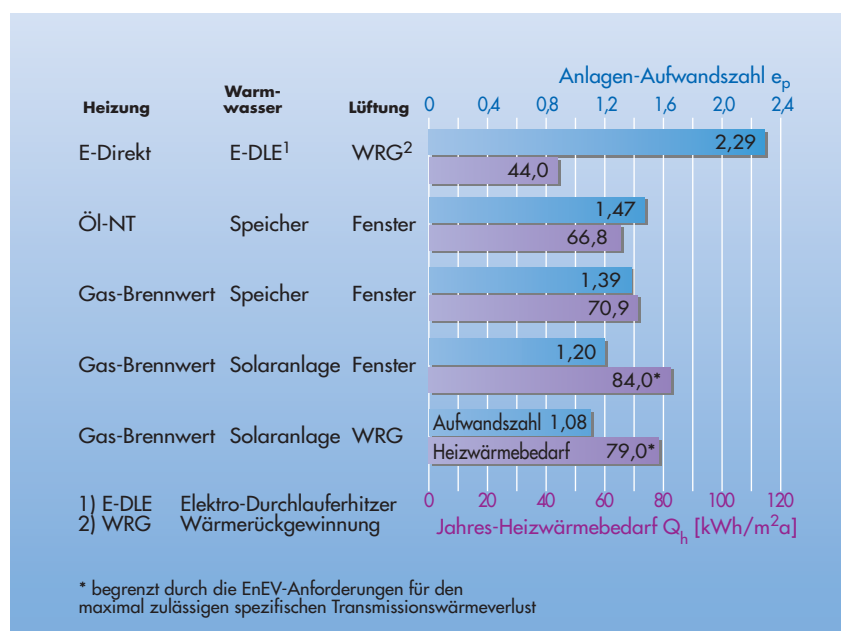 Anlagen-Aufwandszahl eₚ
Heizung Warm-wasser Lüftung 0 0,4 0,8 1,2 1,6 2,0 2,4
E-Direkt E-DLE¹ WRG² 2,29
44,0
Öl-NT Speicher Fenster 1,47
66,8
Gas-Brennwert Speicher Fenster 1,39
70,9
Gas-Brennwert Solaranlage Fenster 1,20
84,0*
Gas-Brennwert Solaranlage WRG Aufwandszahl 1,08
Heizwärmebedarf 79,0*
0 20 40 60 80 100 120
Jahres-Heizwärmebedarf Qₕ [kWh/m²a]
1) E-DLE Elektro-Durchlauferhitzer
2) WRG Wärmerückgewinnung
* begrenzt durch die EnEV-Anforderungen für den
maximal zulässigen spezifischen Transmissionswärmeverlust